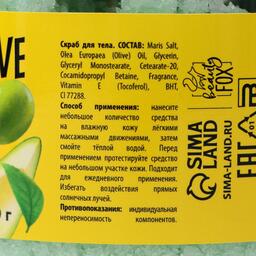 VE
г
Скраб для тела. СОСТАВ: Maris Salt,
Olea Europaea (Olive) Oil, Glycerin,
Glyceryl Monostearate, Cetearate-20,
Cocamidopropyl Betaine, Fragrance,
Vitamin E (Tocoferol), BHT,
CI 77288.
Способ применения: нанесите
небольшое количество средства
на влажную кожу лёгкими
массажными движениями, затем
смойте тёплой водой. Перед
применением протестируйте средство
на небольшом участке кожи. Подходит
для ежедневного применения.
Избегать воздействия прямых
солнечных лучей.
Противопоказания: индивидуальная
непереносимость компонентов.
beauty
FOX
SIMA
LAND
SIMA-LAND.RU
EAC